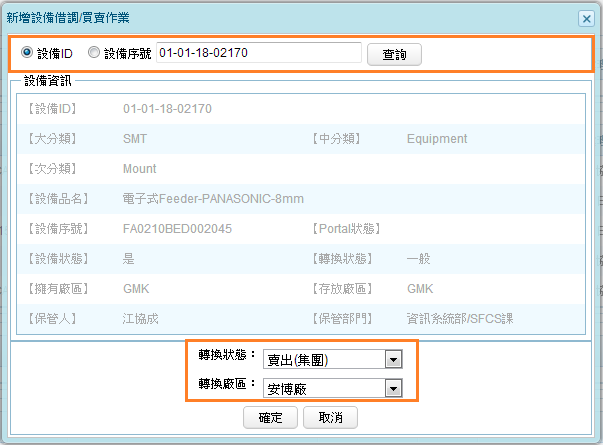 新增設備借調/買賣作業
設備ID 設備序號 01-01-18-02170 查詢
設備資訊
【設備ID】 01-01-18-02170
【大分類】 SMT 【中分類】 Equipment
【次分類】 Mount
【設備品名】 電子式Feeder-PANASONIC-8mm
【設備序號】 FA0210BED002045 【Portal狀態】
【設備狀態】 是 【轉換狀態】 一般
【擁有廠區】 GMK 【存放廠區】 GMK
【保管人】 江協成 【保管部門】 資訊系統部/SFCS課
轉換狀態： 賣出(集團)
轉換廠區： 安博廠
確定 取消